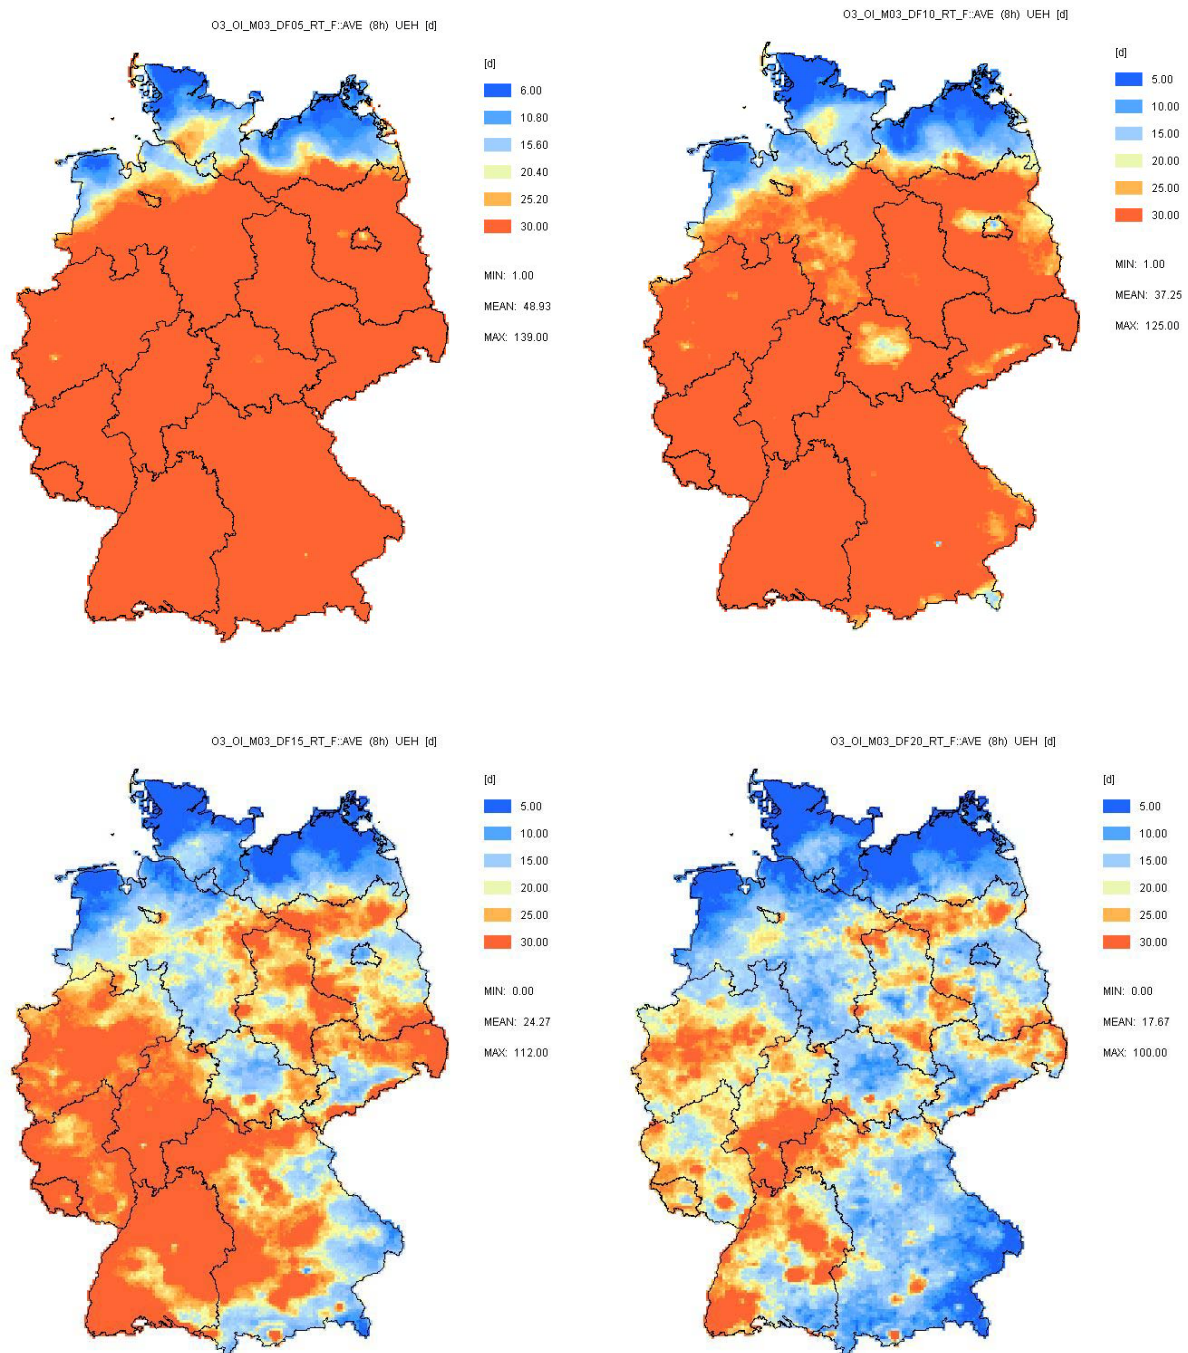 O3_OI_M03_DF05_RT_F::AVE (8h) UEH [d]
[d]
6.00
10.80
15.60
20.40
25.20
30.00
MIN: 1.00
MEAN: 48.93
MAX: 139.00
O3_OI_M03_DF10_RT_F::AVE (8h) UEH [d]
[d]
5.00
10.00
15.00
20.00
25.00
30.00
MIN: 1.00
MEAN: 37.25
MAX: 125.00
O3_OI_M03_DF15_RT_F::AVE (8h) UEH [d]
[d]
5.00
10.00
15.00
20.00
25.00
30.00
MIN: 0.00
MEAN: 24.27
MAX: 112.00
O3_OI_M03_DF20_RT_F::AVE (8h) UEH [d]
[d]
5.00
10.00
15.00
20.00
25.00
30.00
MIN: 0.00
MEAN: 17.67
MAX: 100.00